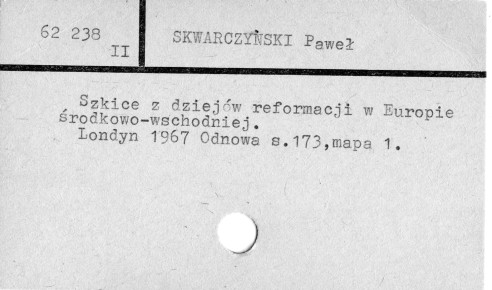 62 238
II
SKWARCZYŃSKI Paweł
Szkice z dziejów reformacji w Europie
środkowo-wschodniej.
Londyn 1967 Odnowa s.173,mapa 1.